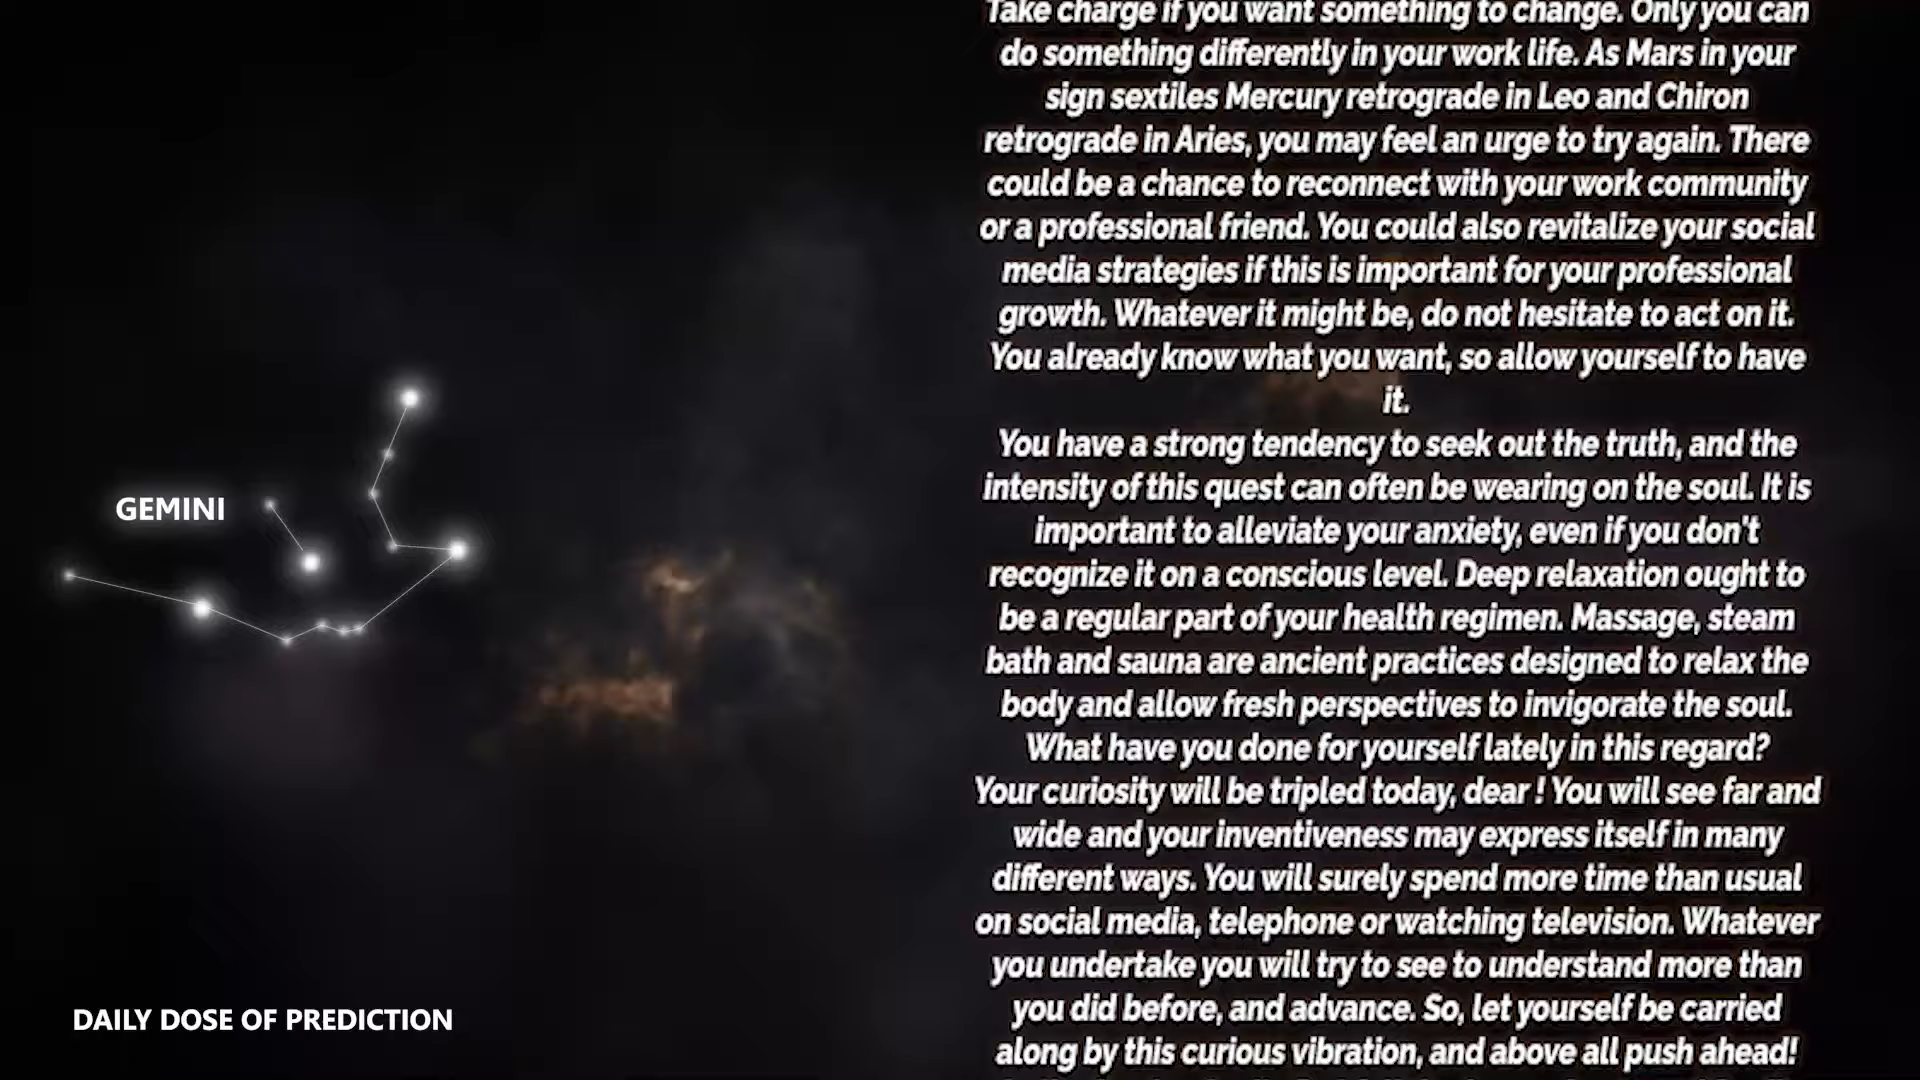 Take charge if you want something to change. Only you can
do something differently in your work life. As Mars in your
sign sextiles Mercury retrograde in Leo and Chiron
retrograde in Aries, you may feel an urge to try again. There
could be a chance to reconnect with your work community
or a professional friend. You could also revitalize your social
media strategies if this is important for your professional
growth. Whatever it might be, do not hesitate to act on it.
You already know what you want, so allow yourself to have
it.
You have a strong tendency to seek out the truth, and the
intensity of this quest can often be wearing on the soul. It is
important to alleviate your anxiety, even if you don't
recognize it on a conscious level. Deep relaxation ought to
be a regular part of your health regimen. Massage, steam
bath and sauna are ancient practices designed to relax the
body and allow fresh perspectives to invigorate the soul.
What have you done for yourself lately in this regard?
Your curiosity will be tripled today, dear ! You will see far and
wide and your inventiveness may express itself in many
different ways. You will surely spend more time than usual
on social media, telephone or watching television. Whatever
you undertake you will try to see to understand more than
you did before, and advance. So, let yourself be carried
along by this curious vibration, and above all push ahead!
GEMINI
DAILY DOSE OF PREDICTION